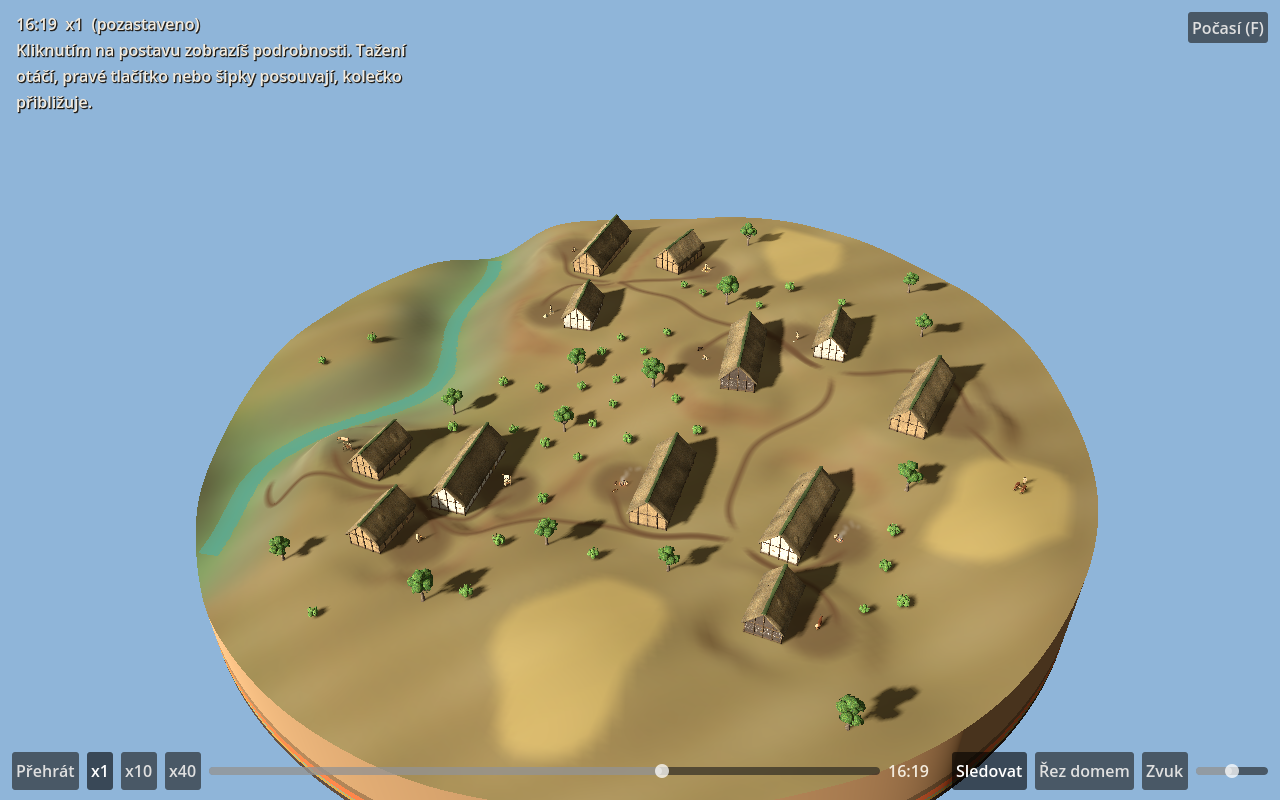 16:19 x1 (pozastaveno)
Kliknutím na postavu zobrazíš podrobnosti. Tažení
otáčí, pravé tlačítko nebo šipky posouvají, kolečko
přibližuje.
Počasí (F)
Přehrát x1 x10 x40 16:19 Sledovat Řez domem Zvuk